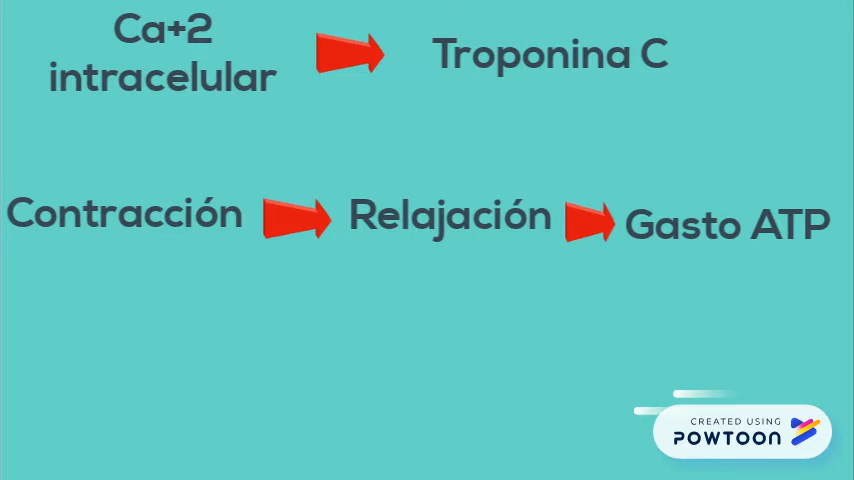 Ca+2
intracelular
Troponina C
Contracción
Relajación
Gasto ATP
CREATED USING
POWTOON